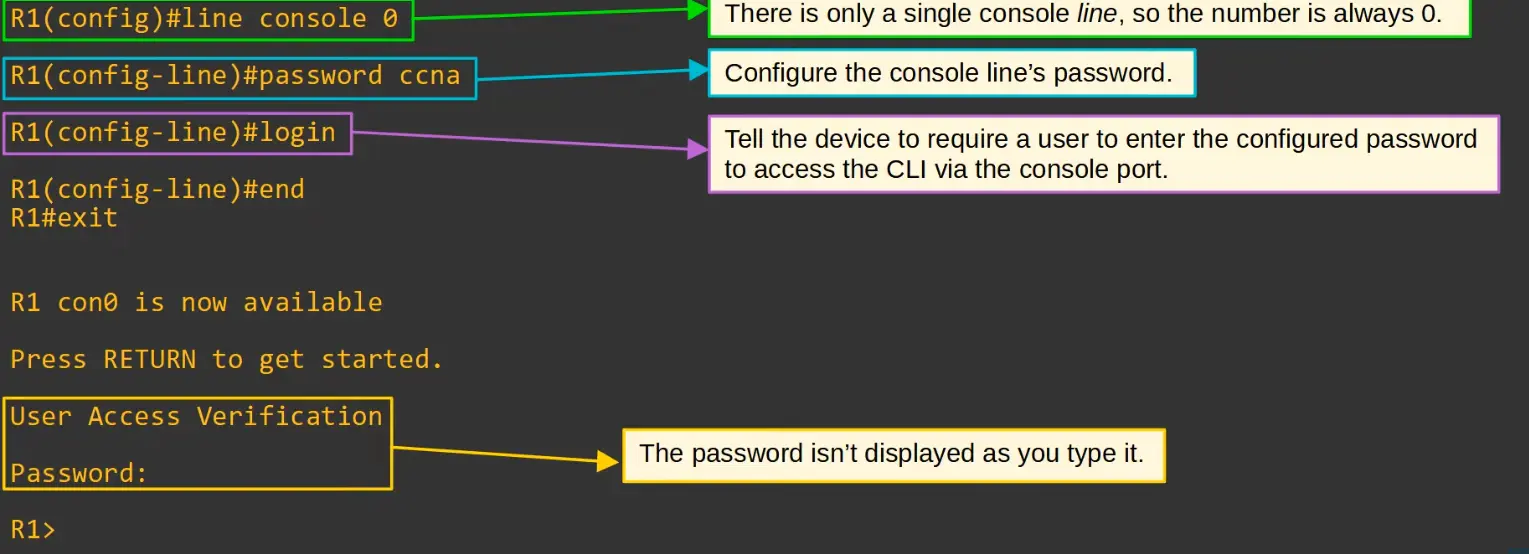 R1(config)#line console 0
There is only a single console line, so the number is always 0.
R1(config-line)#password ccna
Configure the console line’s password.
R1(config-line)#login
Tell the device to require a user to enter the configured password
to access the CLI via the console port.
R1(config-line)#end
R1#exit
R1 con0 is now available
Press RETURN to get started.
User Access Verification
Password:
The password isn’t displayed as you type it.
R1>